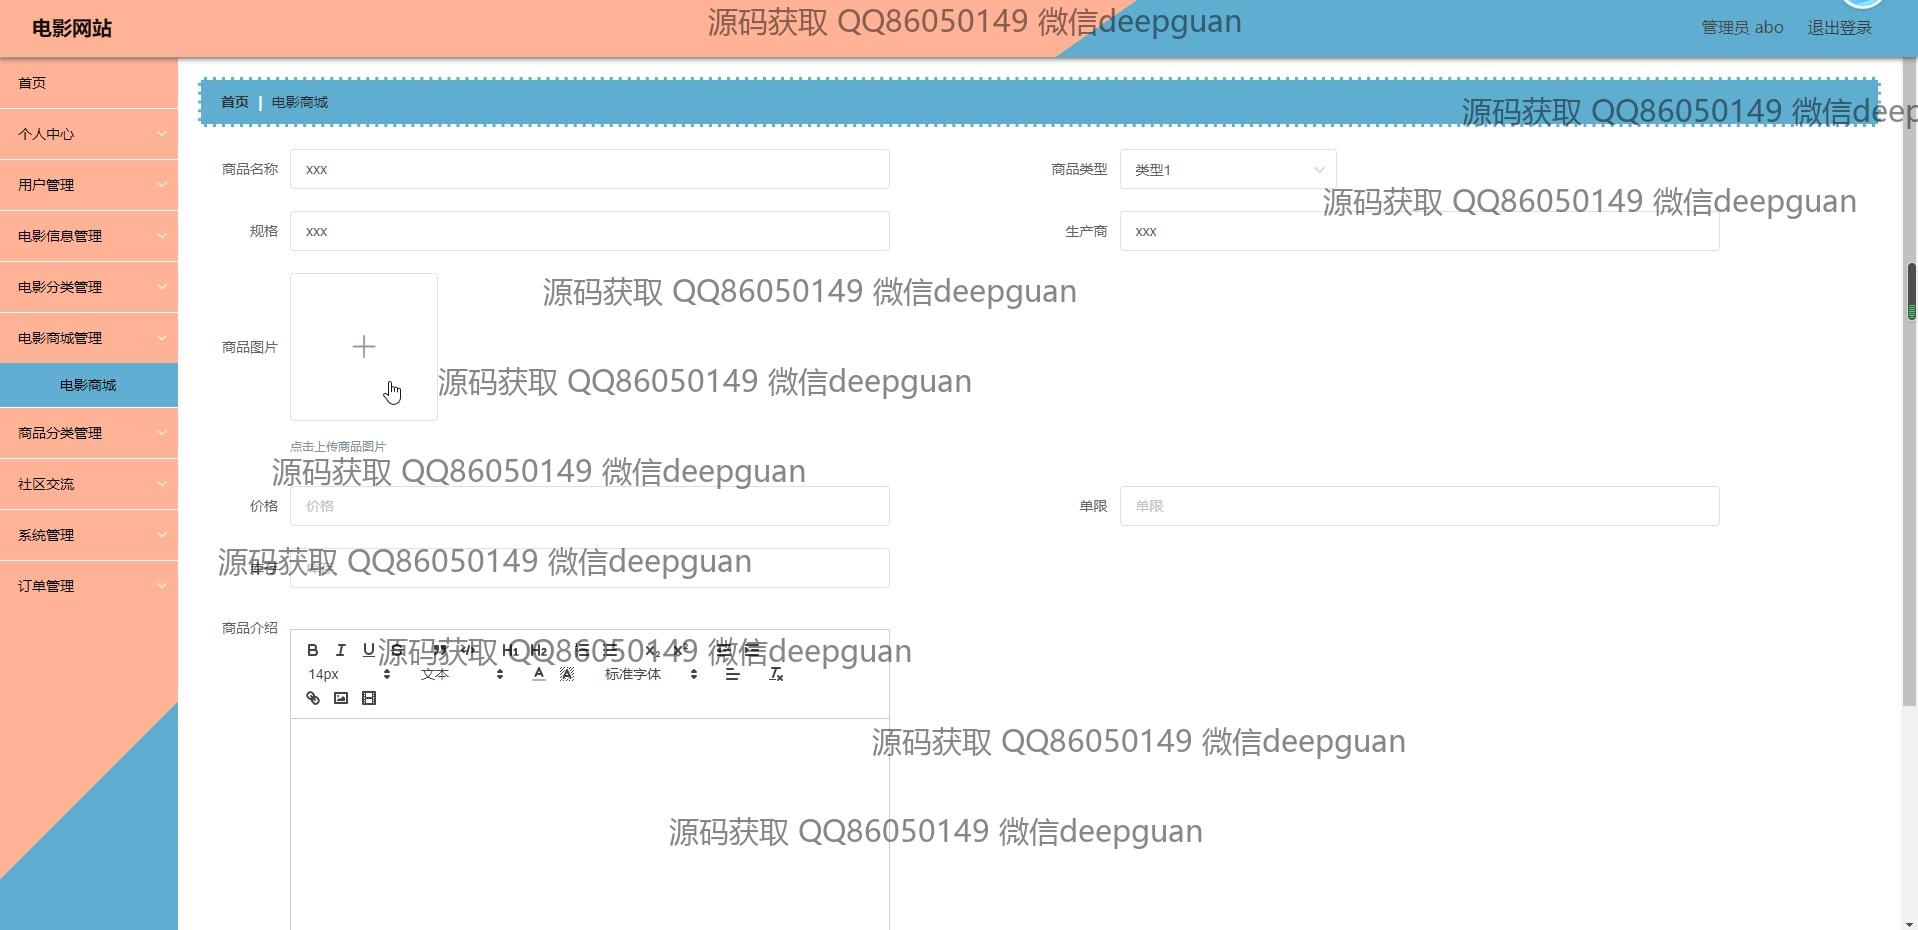 电影网站
源码获取 QQ86050149 微信deepguan
管理员 abo
退出登录
首页
个人中心
用户管理
电影信息管理
电影分类管理
电影商城管理
电影商城
商品分类管理
社区交流
系统管理
订单管理
首页 | 电影商城
源码获取 QQ86050149 微信deep
商品名称 xxx
商品类型 类型1
源码获取 QQ86050149 微信deepguan
规格 xxx
生产商 xxx
源码获取 QQ86050149 微信deepguan
商品图片
源码获取 QQ86050149 微信deepguan
点击上传商品图片
源码获取 QQ86050149 微信deepguan
价格 价格
单限 单限
源码获取 QQ86050149 微信deepguan
库存
商品介绍
源码获取 QQ86050149 微信deepguan
B I U S H1 H2 X₂ X²
14px 文本 A A 标准字体 Tx
源码获取 QQ86050149 微信deepguan
源码获取 QQ86050149 微信deepguan